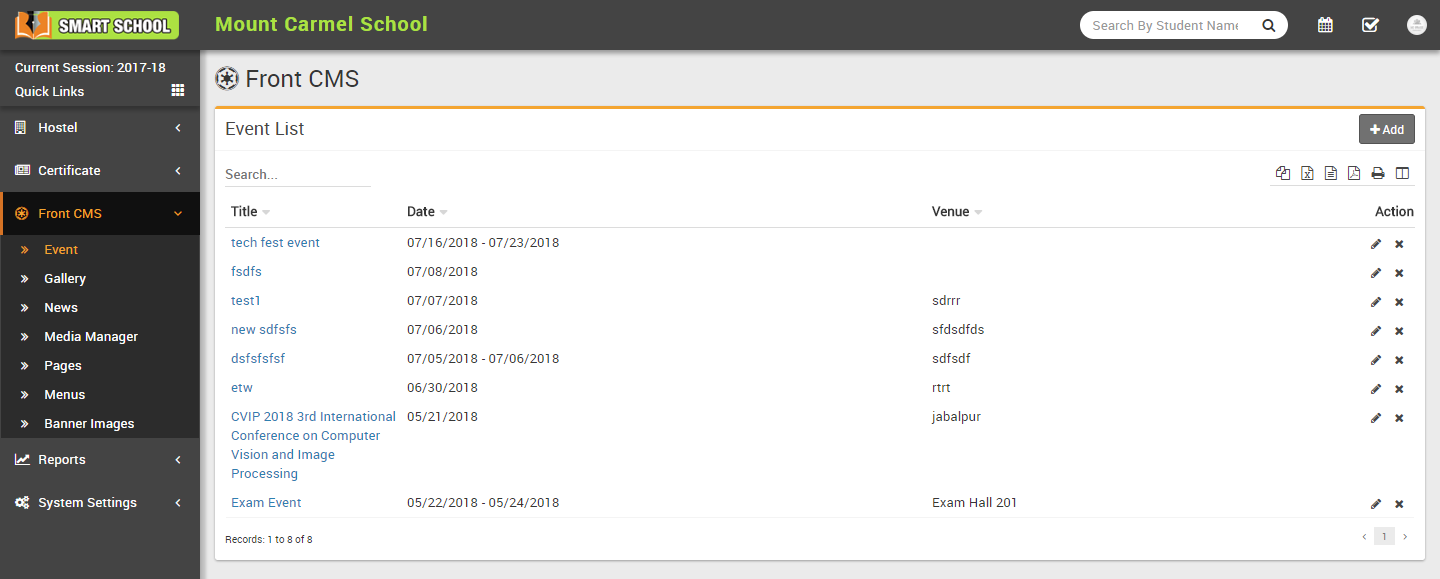 SMART SCHOOL
Mount Carmel School
Search By Student Name
Current Session: 2017-18
Quick Links
Hostel
Certificate
Front CMS
Event
Gallery
News
Media Manager
Pages
Menus
Banner Images
Reports
System Settings
Front CMS
Event List
Add
Search...
Title Date Venue Action
tech fest event 07/16/2018 - 07/23/2018
fsdfs 07/08/2018
test1 07/07/2018 sdrrr
new sdfsfs 07/06/2018 sfdsdfds
dsfsfsfsf 07/05/2018 - 07/06/2018 sdfsdf
etw 06/30/2018 rtrt
CVIP 2018 3rd International 05/21/2018 jabalpur
Conference on Computer
Vision and Image
Processing
Exam Event 05/22/2018 - 05/24/2018 Exam Hall 201
Records: 1 to 8 of 8
1